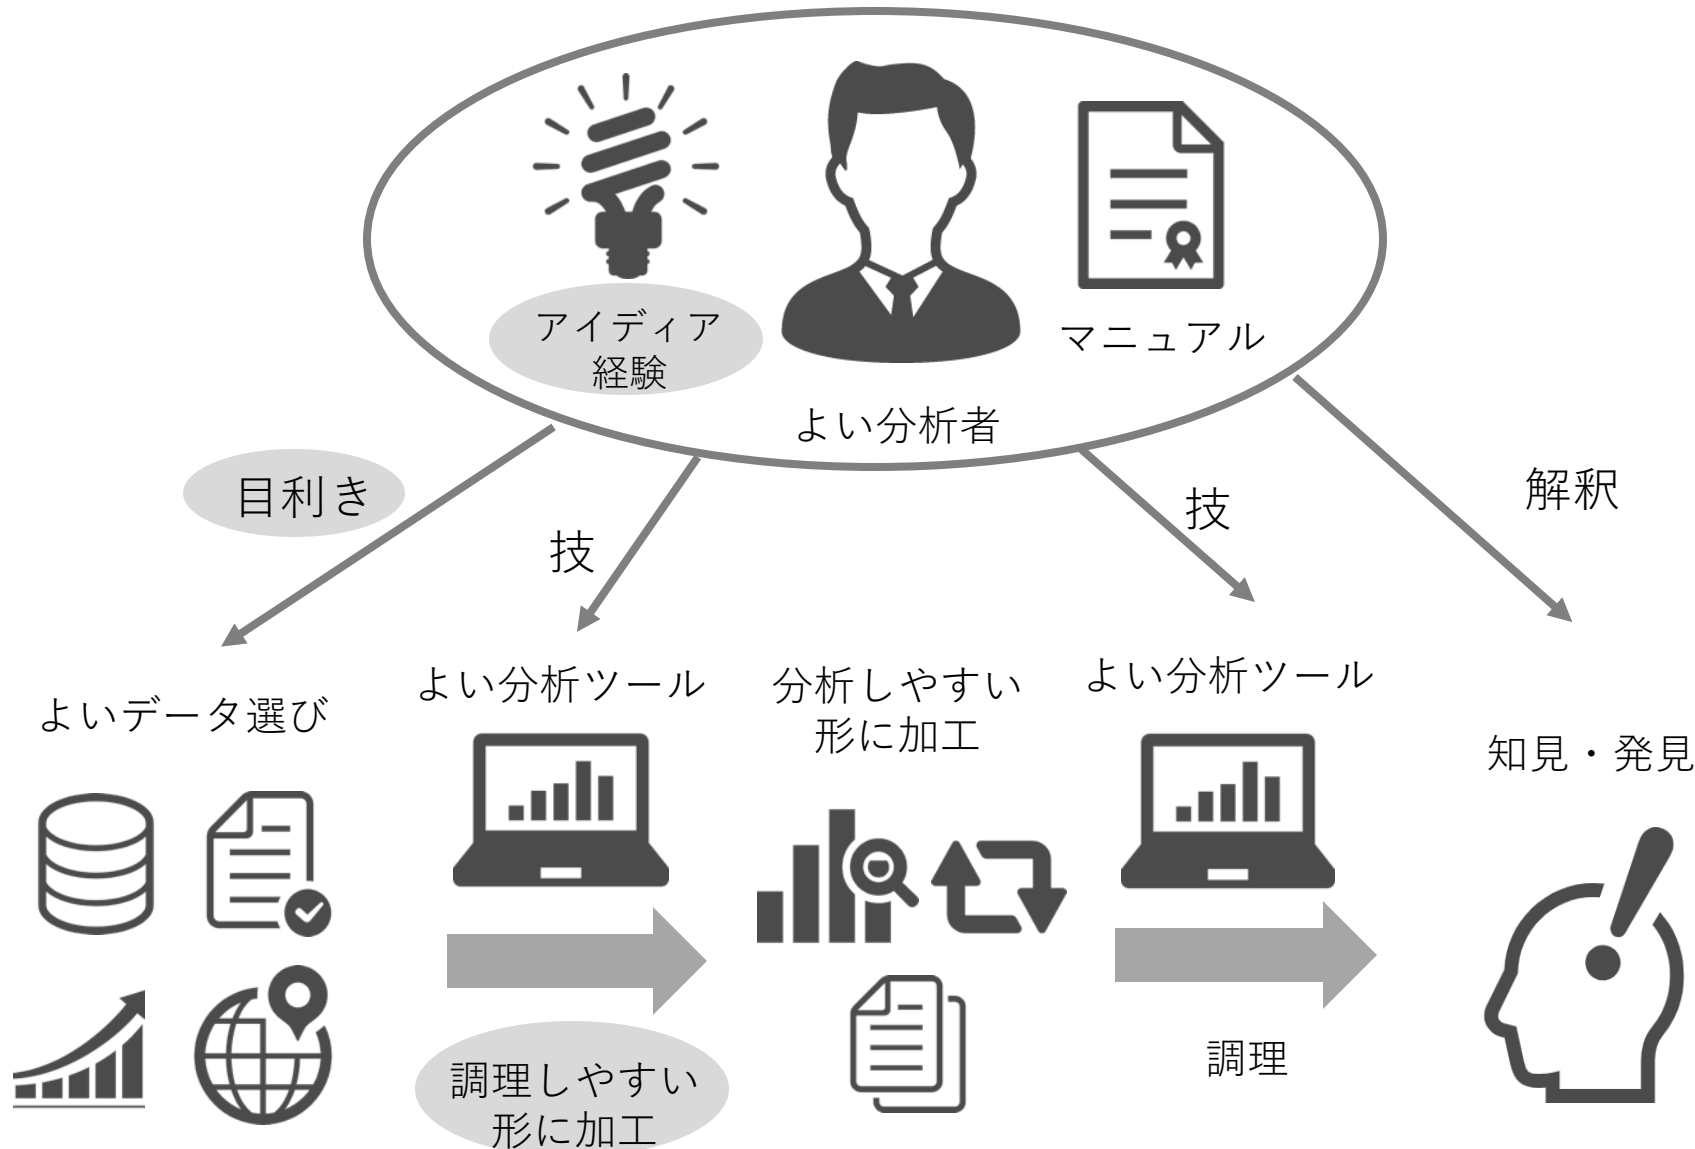 アイディア
経験
マニュアル
よい分析者
目利き
技
技
解釈
よいデータ選び
よい分析ツール
分析しやすい
形に加工
よい分析ツール
知見・発見
調理しやすい
形に加工
調理